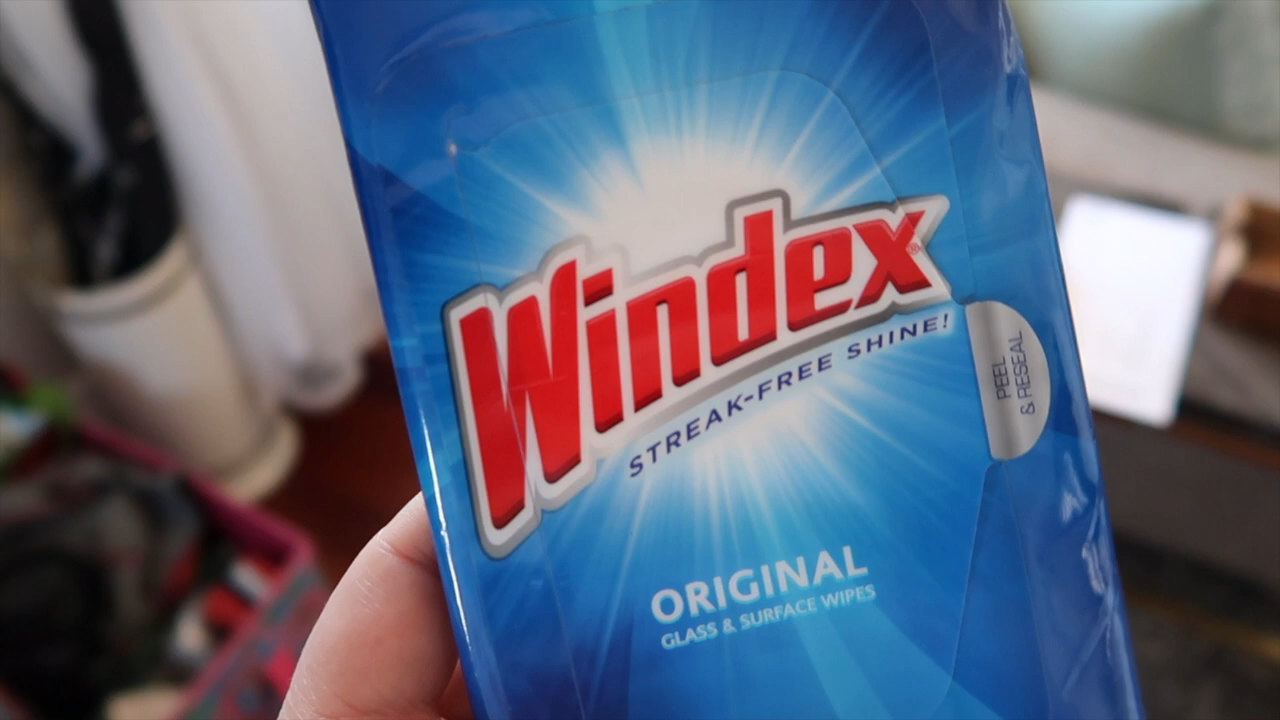 Windex®
STREAK-FREE SHINE!
PEEL
& RESEAL
ORIGINAL
GLASS & SURFACE WIPES